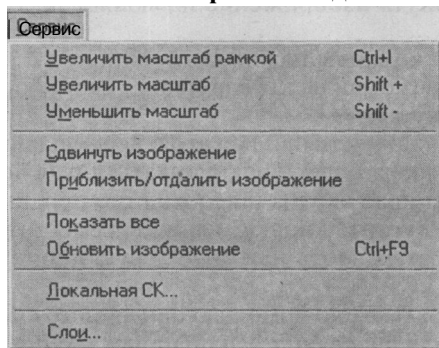 Сервис
Увеличить масштаб рамкой Ctrl+I
Увеличить масштаб Shift +
Уменьшить масштаб Shift -
Сдвинуть изображение
Приблизить/отдалить изображение
Показать все
Обновить изображение Ctrl+F9
Локальная СК...
Слои...